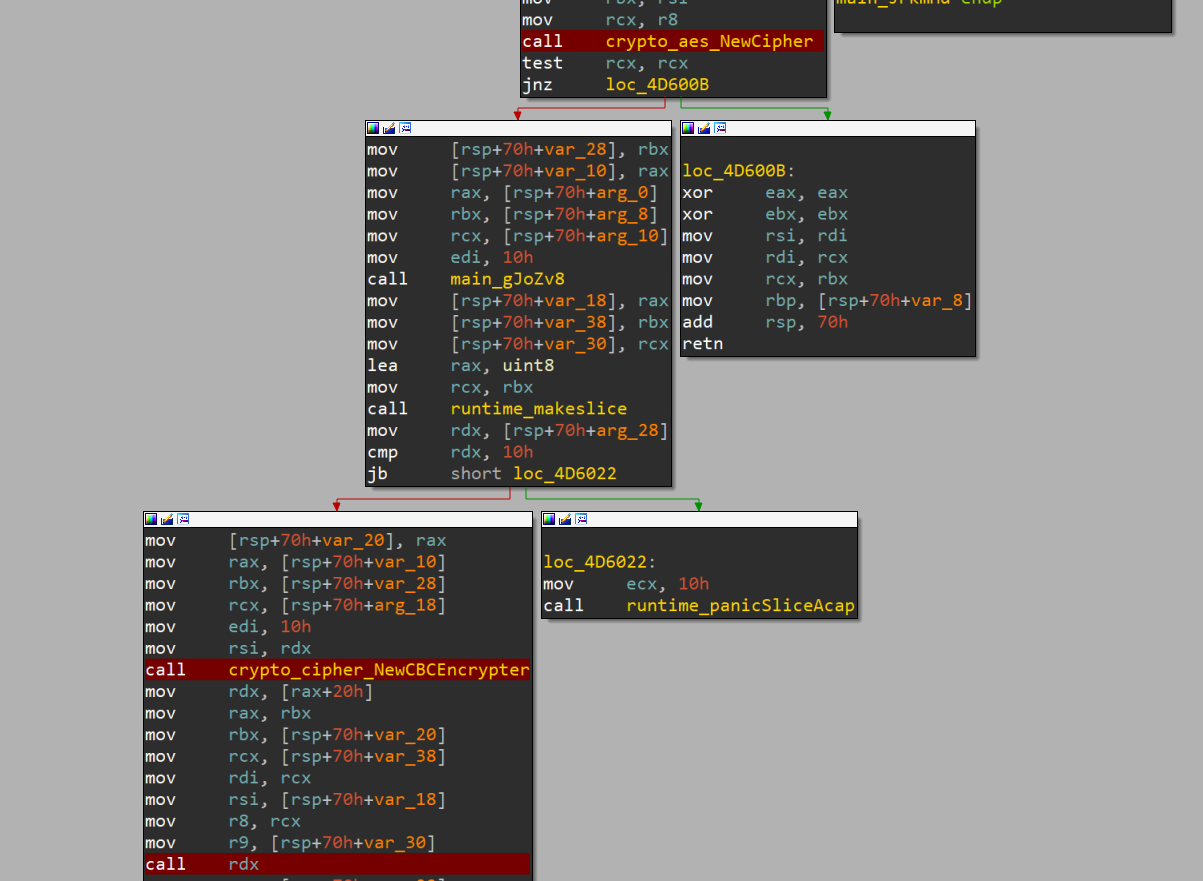 mov rbx, rsi
mov rcx, r8
call crypto_aes_NewCipher
test rcx, rcx
jnz loc_4D600B
main_JFkmHd endp
mov [rsp+70h+var_28], rbx
mov [rsp+70h+var_10], rax
mov rax, [rsp+70h+arg_0]
mov rbx, [rsp+70h+arg_8]
mov rcx, [rsp+70h+arg_10]
mov edi, 10h
call main_gJoZv8
mov [rsp+70h+var_18], rax
mov [rsp+70h+var_38], rbx
mov [rsp+70h+var_30], rcx
lea rax, uint8
mov rcx, rbx
call runtime_makeslice
mov rdx, [rsp+70h+arg_28]
cmp rdx, 10h
jb short loc_4D6022
loc_4D600B:
xor eax, eax
xor ebx, ebx
mov rsi, rdi
mov rdi, rcx
mov rcx, rbx
mov rbp, [rsp+70h+var_8]
add rsp, 70h
retn
mov [rsp+70h+var_20], rax
mov rax, [rsp+70h+var_10]
mov rbx, [rsp+70h+var_28]
mov rcx, [rsp+70h+arg_18]
mov edi, 10h
mov rsi, rdx
call crypto_cipher_NewCBCEncrypter
mov rdx, [rax+20h]
mov rax, rbx
mov rbx, [rsp+70h+var_20]
mov rcx, [rsp+70h+var_38]
mov rdi, rcx
mov rsi, [rsp+70h+var_18]
mov r8, rcx
mov r9, [rsp+70h+var_30]
call rdx
loc_4D6022:
mov ecx, 10h
call runtime_panicSliceAcap